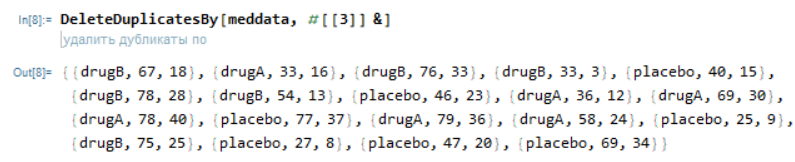 In[8]:= DeleteDuplicatesBy[meddata, #[[3]] &]
удалить дубликаты по
Out[8]= {{drugB, 67, 18}, {drugA, 33, 16}, {drugB, 76, 33}, {drugB, 33, 3}, {placebo, 40, 15},
{drugB, 78, 28}, {drugB, 54, 13}, {placebo, 46, 23}, {drugA, 36, 12}, {drugA, 69, 30},
{drugA, 78, 40}, {placebo, 77, 37}, {drugA, 79, 36}, {drugA, 58, 24}, {placebo, 25, 9},
{drugB, 75, 25}, {placebo, 27, 8}, {placebo, 47, 20}, {placebo, 69, 34}}